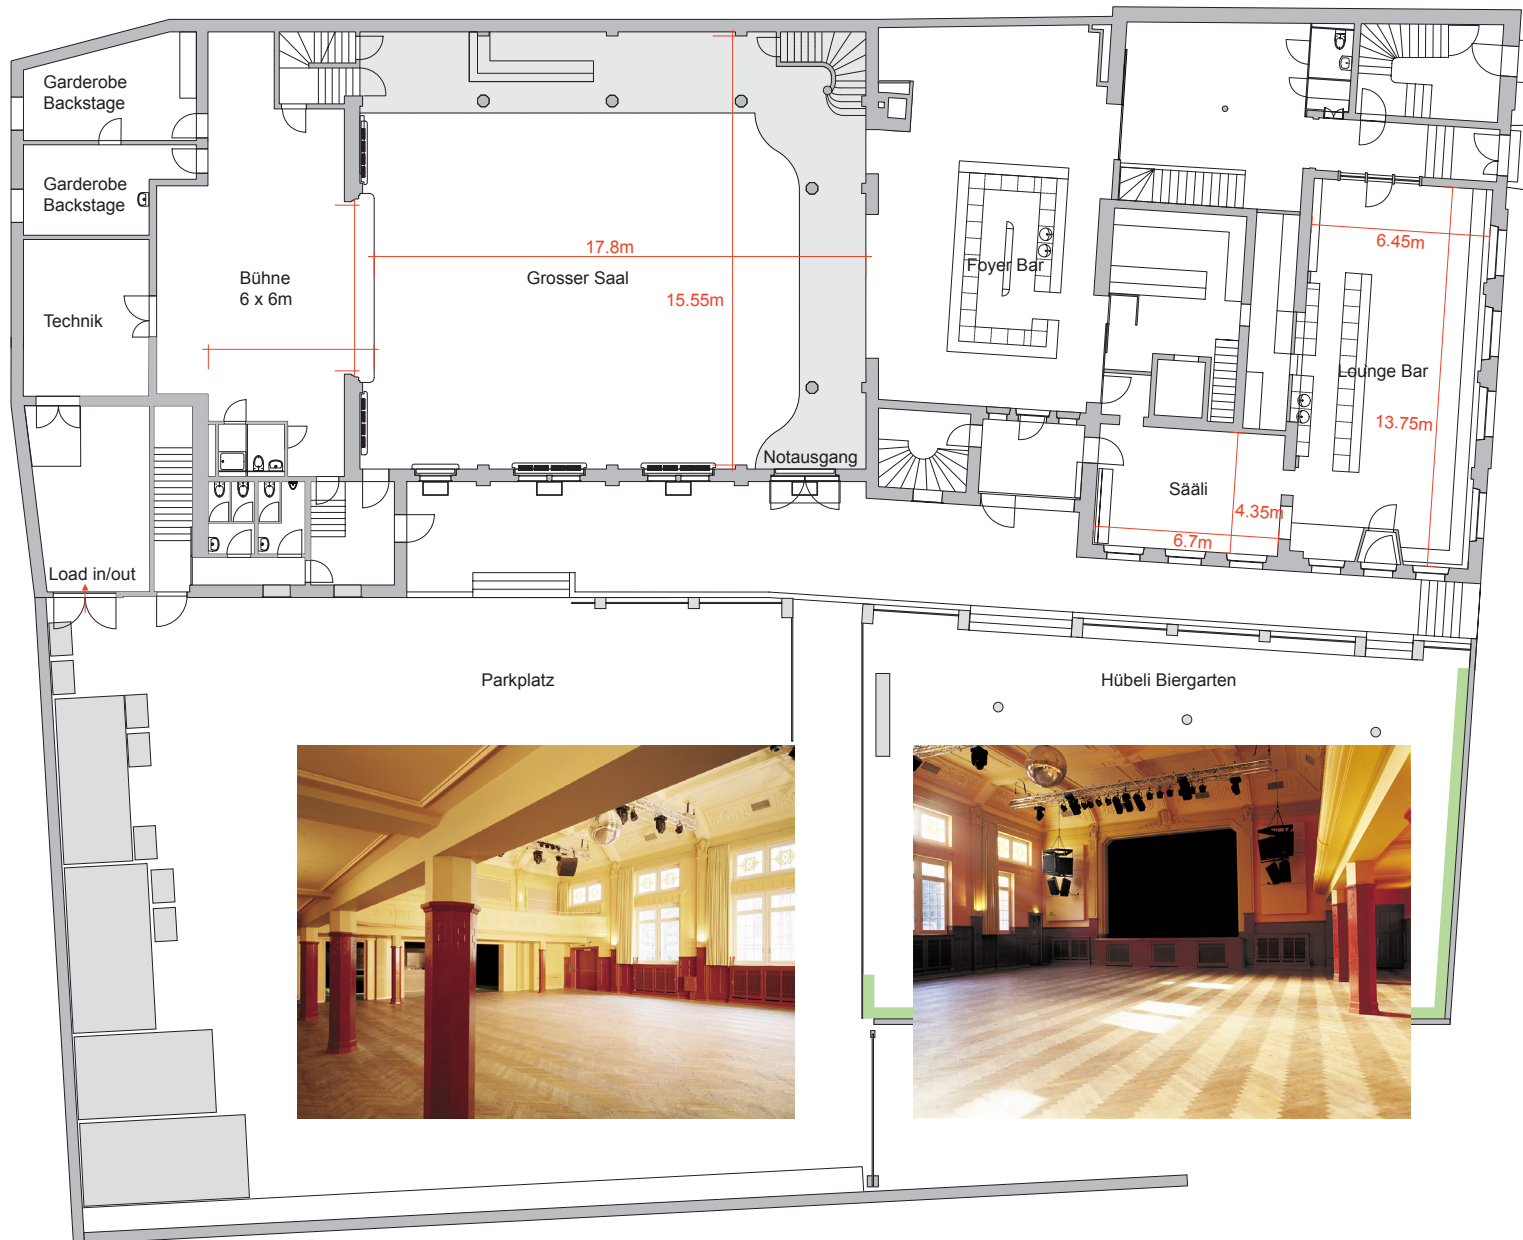 Garderobe
Backstage
Garderobe
Backstage
Technik
Bühne
6 x 6m
17.8m
Grosser Saal
15.55m
Foyer Bar
6.45m
Lounge Bar
13.75m
Notausgang
Sääli
4.35m
6.7m
Load in/out
Parkplatz
Hübeli Biergarten